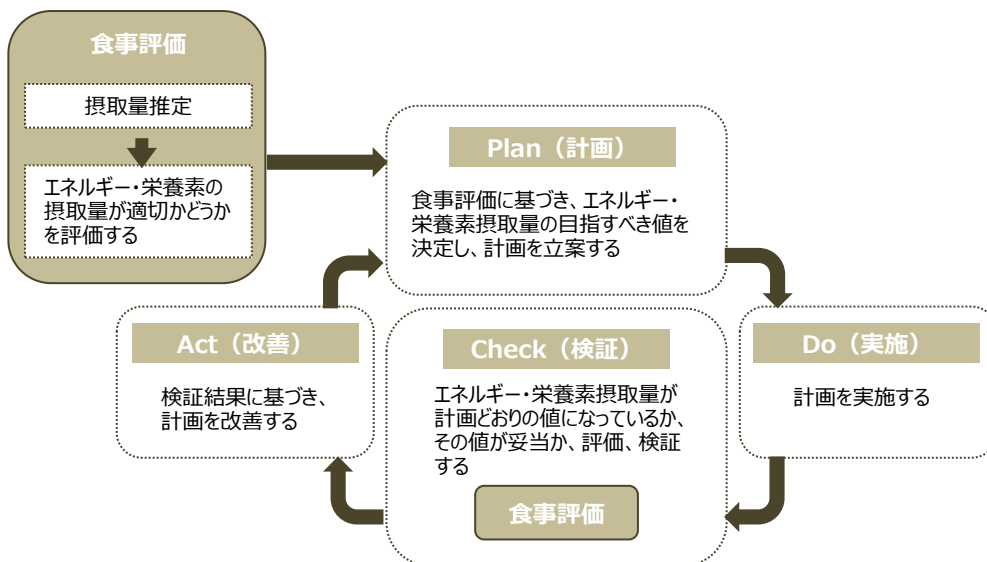 食事評価
摂取量推定
エネルギー・栄養素の
摂取量が適切かどうか
を評価する
Plan（計画）
食事評価に基づき、エネルギー・
栄養素摂取量の目指すべき値を
決定し、計画を立案する
Act（改善）
検証結果に基づき、
計画を改善する
Check（検証）
エネルギー・栄養素摂取量が
計画どおりの値になっているか、
その値が妥当か、評価、検証
する
食事評価
Do（実施）
計画を実施する